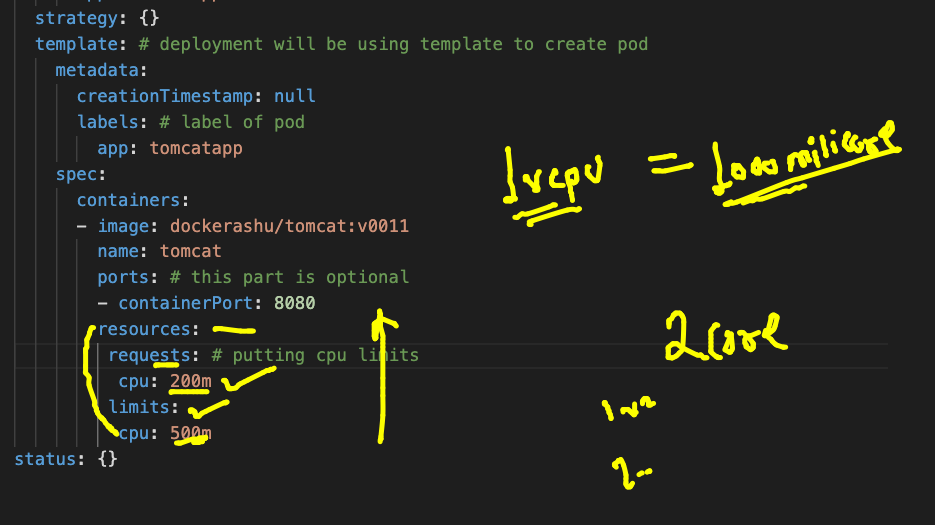 strategy: {}
template: # deployment will be using template to create pod
metadata:
creationTimestamp: null
labels: # label of pod
app: tomcatapp
spec:
containers:
- image: dockerashu/tomcat:v0011
name: tomcat
ports: # this part is optional
- containerPort: 8080
resources:
requests: # putting cpu limits
cpu: 200m
limits:
cpu: 500m
status: {}
1vcpu = 1000 milicore
2 core